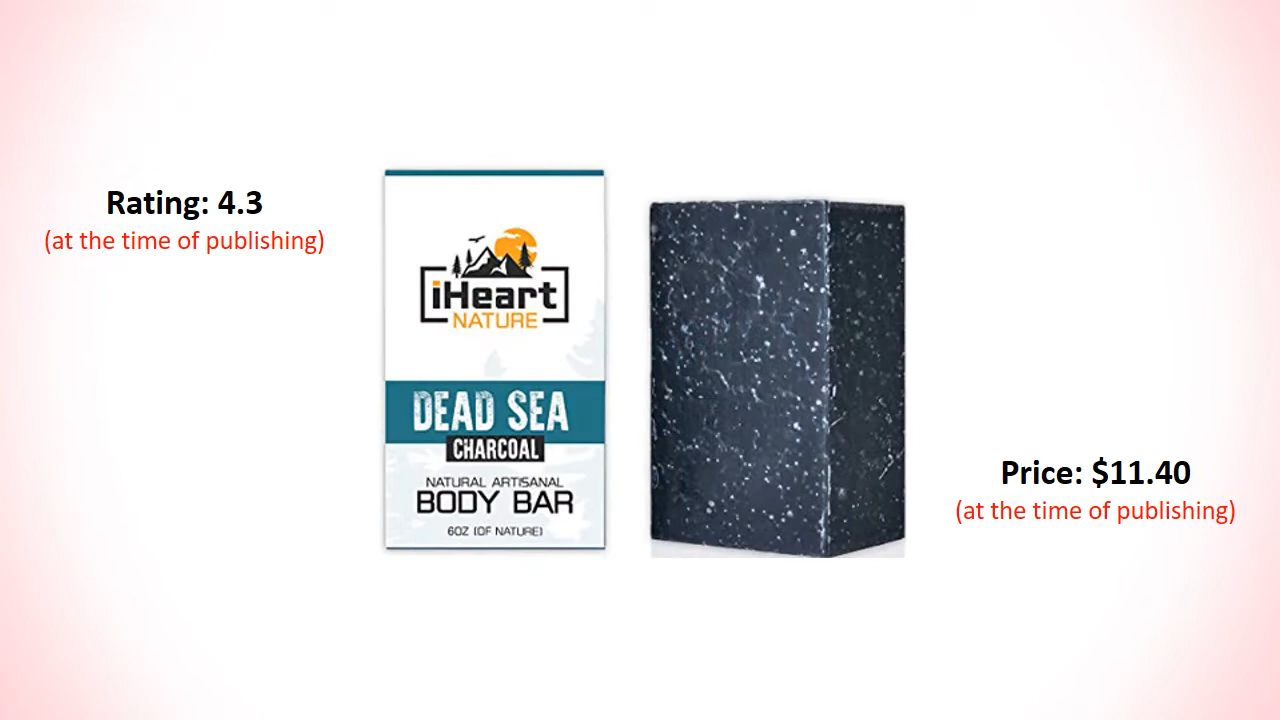 Rating: 4.3
(at the time of publishing)
iHeart
NATURE
DEAD SEA
CHARCOAL
NATURAL ARTISANAL
BODY BAR
6OZ (OF NATURE)
Price: $11.40
(at the time of publishing)